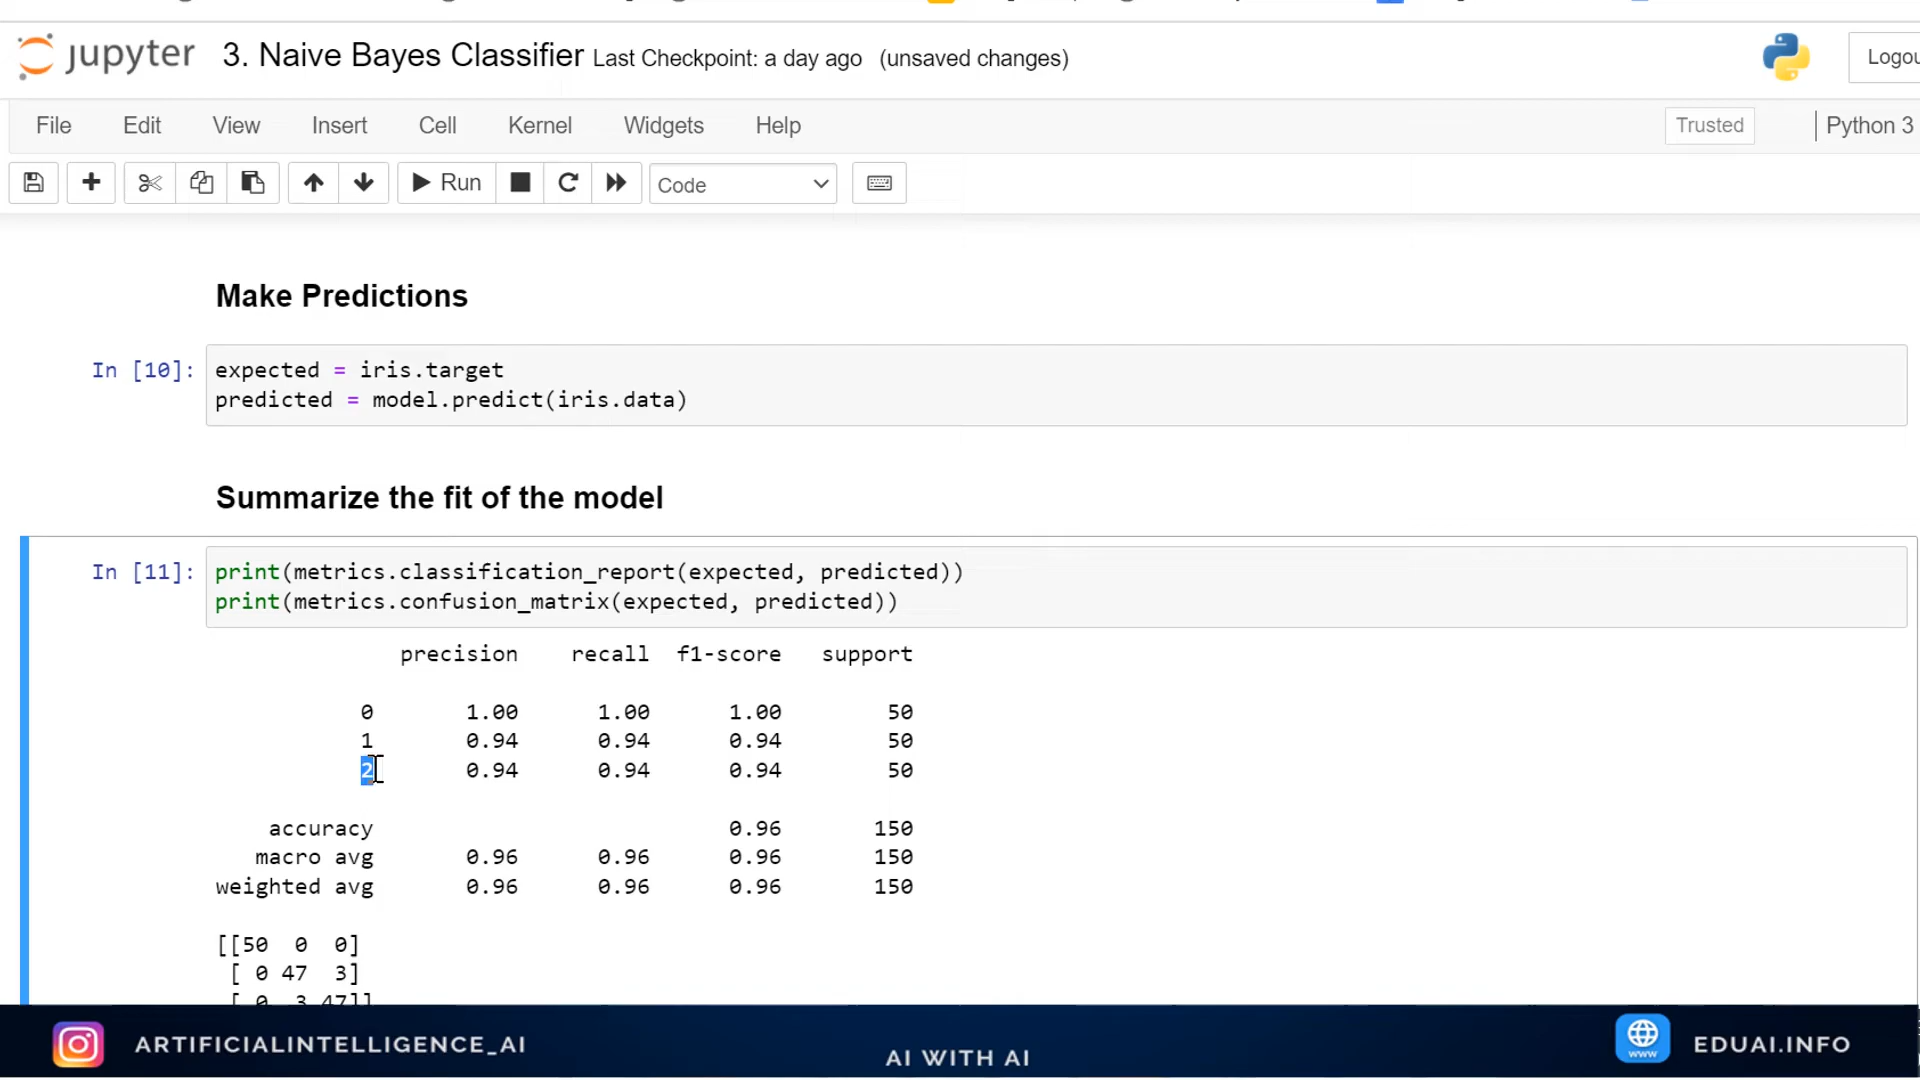 jupyter 3. Naive Bayes Classifier Last Checkpoint: a day ago (unsaved changes)
File Edit View Insert Cell Kernel Widgets Help Trusted Python 3
Run Code
Make Predictions
In [10]: expected = iris.target
predicted = model.predict(iris.data)
Summarize the fit of the model
In [11]: print(metrics.classification_report(expected, predicted))
print(metrics.confusion_matrix(expected, predicted))
precision recall f1-score support
0 1.00 1.00 1.00 50
1 0.94 0.94 0.94 50
2 0.94 0.94 0.94 50
accuracy 0.96 150
macro avg 0.96 0.96 0.96 150
weighted avg 0.96 0.96 0.96 150
[[50 0 0]
[ 0 47 3]
[ 0 3 47]]
ARTIFICIALINTELLIGENCE_AI AI WITH AI www EDUAI.INFO